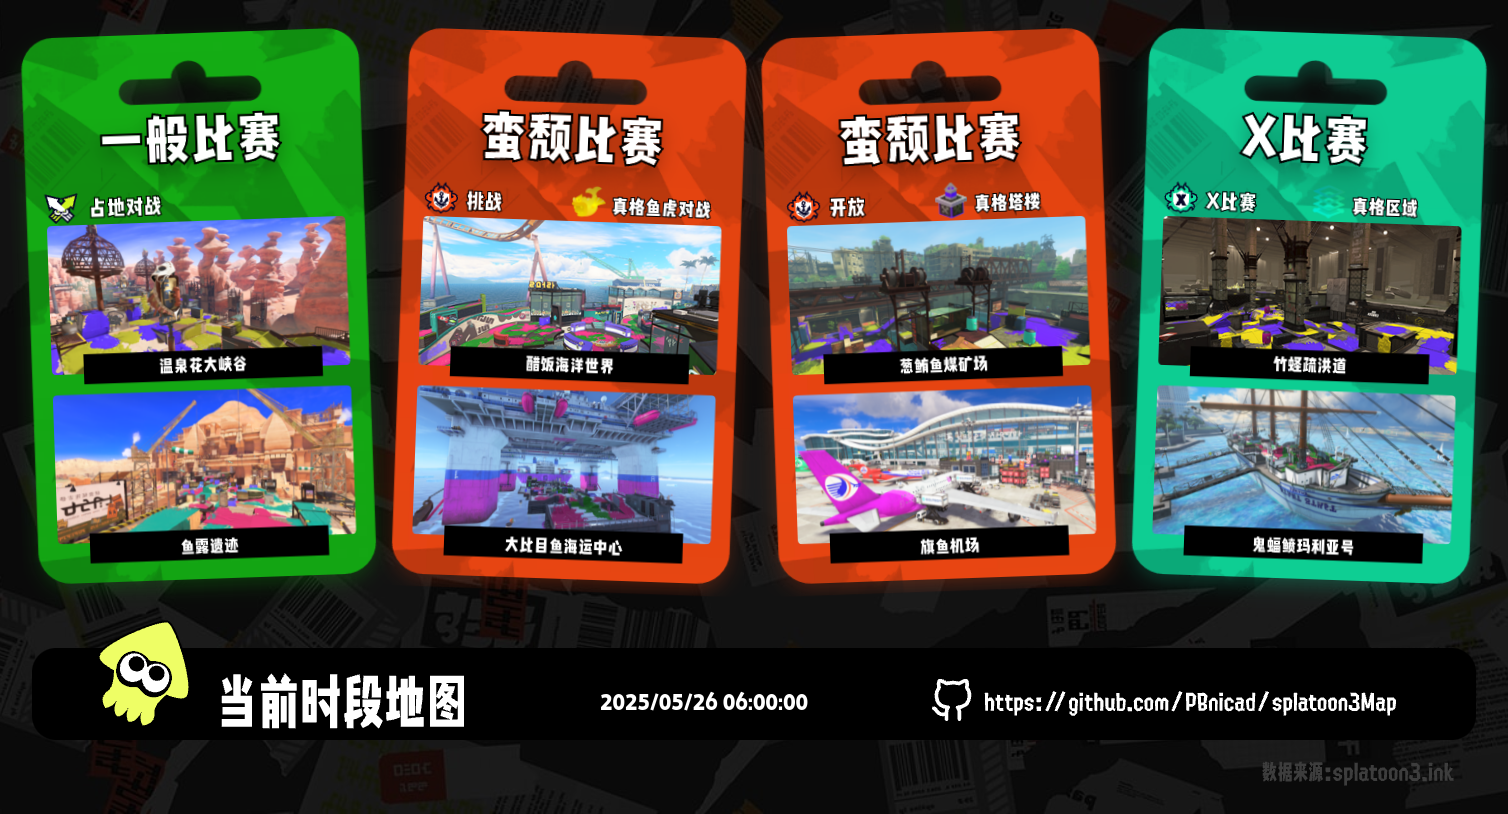 一般比赛
占地对战
温泉花大峡谷
鱼露遗迹
蛮颓比赛
挑战
真格鱼虎对战
醋饭海洋世界
大比目鱼海运中心
蛮颓比赛
开放
真格塔楼
葱鲔鱼煤矿场
旗鱼机场
X比赛
X比赛
真格区域
竹蛏疏洪道
鬼蝠鲼玛利亚号
当前时段地图
2025/05/26 06:00:00
https://github.com/PBnicad/splatoon3Map
数据来源:splatoon3.ink